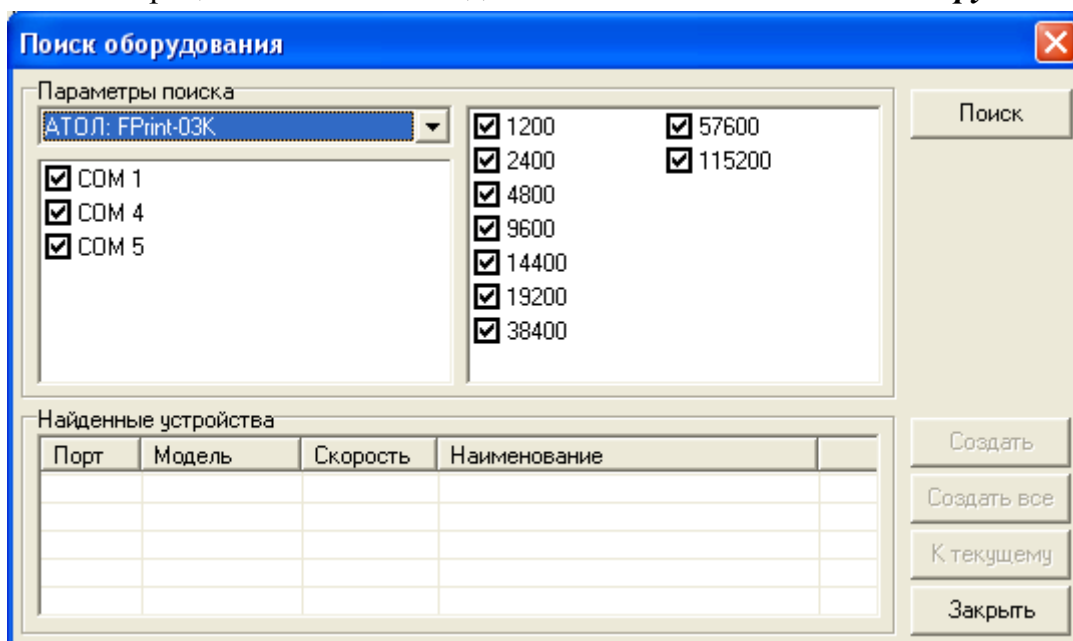 Поиск оборудования
Параметры поиска
АТОЛ: FPrint-03K
COM 1
COM 4
COM 5
1200
2400
4800
9600
14400
19200
38400
57600
115200
Поиск
Найденные устройства
Порт Модель Скорость Наименование
Создать
Создать все
К текущему
Закрыть